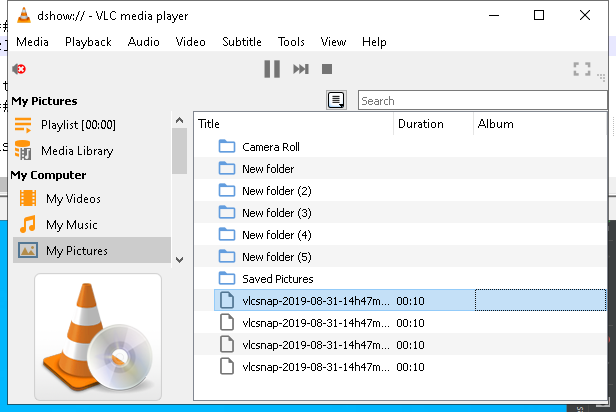 dshow:// - VLC media player
Media Playback Audio Video Subtitle Tools View Help
My Pictures
Playlist [00:00]
Media Library
My Computer
My Videos
My Music
My Pictures
Search
Title Duration Album
Camera Roll
New folder
New folder (2)
New folder (3)
New folder (4)
New folder (5)
Saved Pictures
vlcsnap-2019-08-31-14h47m... 00:10
vlcsnap-2019-08-31-14h47m... 00:10
vlcsnap-2019-08-31-14h47m... 00:10
vlcsnap-2019-08-31-14h47m... 00:10